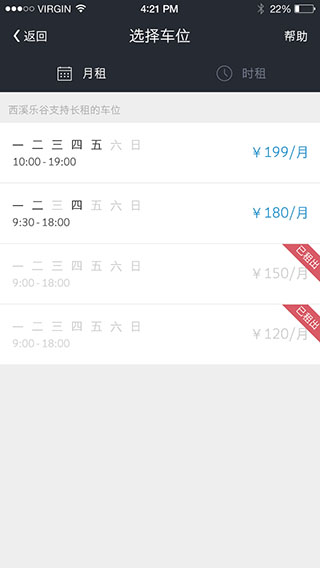 VIRGIN 4:21 PM 22%
返回 选择车位 帮助
月租 时租
西溪乐谷支持长租的车位
一 二 三 四 五 六 日
10:00 - 19:00
￥199/月
一 二 三 四 五 六 日
9:30 - 18:00
￥180/月
已租出
一 二 三 四 五 六 日
9:00 - 18:00
￥150/月
已租出
一 二 三 四 五 六 日
9:00 - 18:00
￥120/月